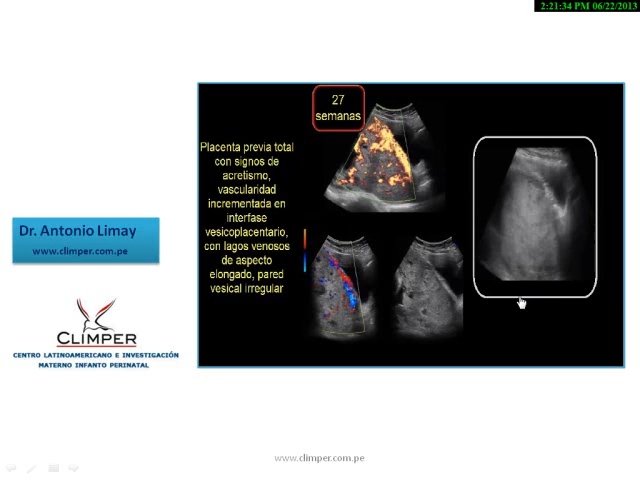 2:21:34 PM 06/22/2013
27
semanas
Placenta previa total
con signos de
acretismo,
vascularidad
incrementada en
interfase
vesicoplacentario,
con lagos venosos
de aspecto
elongado, pared
vesical irregular
Dr. Antonio Limay
www.climper.com.pe
CLIMPER
CENTRO LATINOAMERICANO E INVESTIGACIÓN
MATERNO INFANTO PERINATAL
www.climper.com.pe